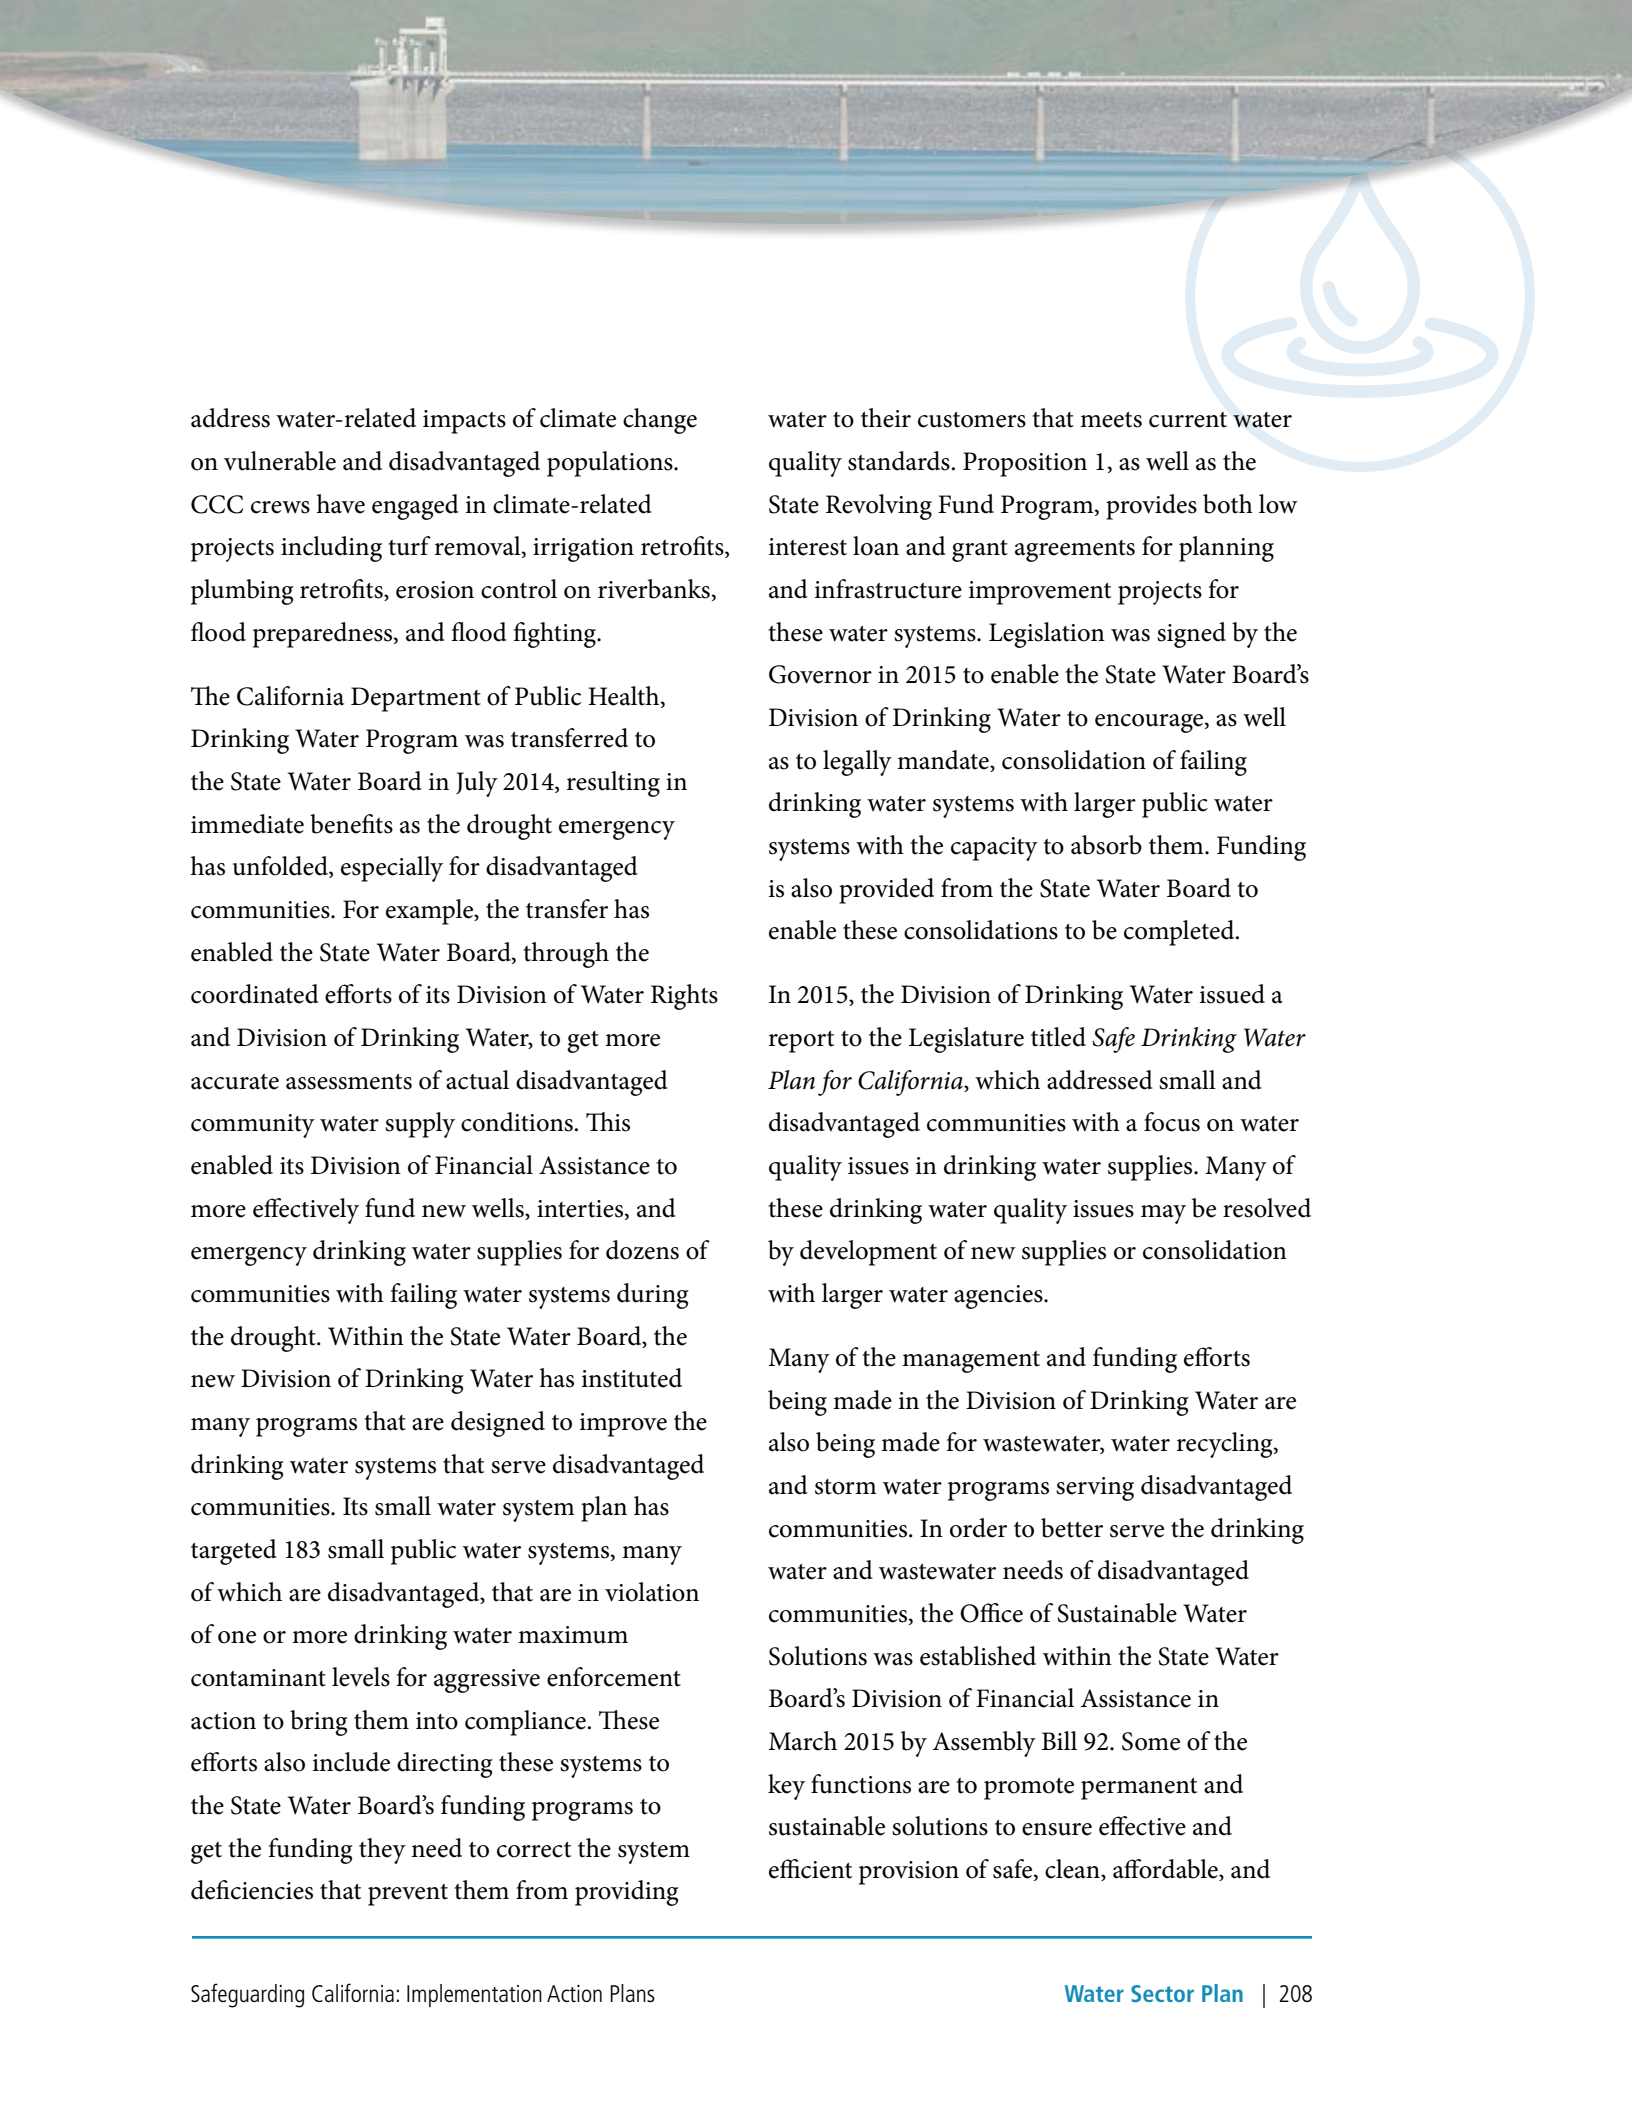 address water-related impacts of climate change
on vulnerable and disadvantaged populations.
CCC crews have engaged in climate-related
projects including turf removal, irrigation retrofits,
plumbing retrofits, erosion control on riverbanks,
flood preparedness, and flood fighting.
The California Department of Public Health,
Drinking Water Program was transferred to
the State Water Board in July 2014, resulting in
immediate benefits as the drought emergency
has unfolded, especially for disadvantaged
communities. For example, the transfer has
enabled the State Water Board, through the
coordinated efforts of its Division of Water Rights
and Division of Drinking Water, to get more
accurate assessments of actual disadvantaged
community water supply conditions. This
enabled its Division of Financial Assistance to
more effectively fund new wells, interties, and
emergency drinking water supplies for dozens of
communities with failing water systems during
the drought. Within the State Water Board, the
new Division of Drinking Water has instituted
many programs that are designed to improve the
drinking water systems that serve disadvantaged
communities. Its small water system plan has
targeted 183 small public water systems, many
of which are disadvantaged, that are in violation
of one or more drinking water maximum
contaminant levels for aggressive enforcement
action to bring them into compliance. These
efforts also include directing these systems to
the State Water Board's funding programs to
get the funding they need to correct the system
deficiencies that prevent them from providing
water to their customers that meets current water
quality standards. Proposition 1, as well as the
State Revolving Fund Program, provides both low
interest loan and grant agreements for planning
and infrastructure improvement projects for
these water systems. Legislation was signed by the
Governor in 2015 to enable the State Water Board's
Division of Drinking Water to encourage, as well
as to legally mandate, consolidation of failing
drinking water systems with larger public water
systems with the capacity to absorb them. Funding
is also provided from the State Water Board to
enable these consolidations to be completed.
In 2015, the Division of Drinking Water issued a
report to the Legislature titled Safe Drinking Water
Plan for California, which addressed small and
disadvantaged communities with a focus on water
quality issues in drinking water supplies. Many of
these drinking water quality issues may be resolved
by development of new supplies or consolidation
with larger water agencies.
Many of the management and funding efforts
being made in the Division of Drinking Water are
also being made for wastewater, water recycling,
and storm water programs serving disadvantaged
communities. In order to better serve the drinking
water and wastewater needs of disadvantaged
communities, the Office of Sustainable Water
Solutions was established within the State Water
Board's Division of Financial Assistance in
March 2015 by Assembly Bill 92. Some of the
key functions are to promote permanent and
sustainable solutions to ensure effective and
efficient provision of safe, clean, affordable, and
Safeguarding California: Implementation Action Plans
Water Sector Plan | 208